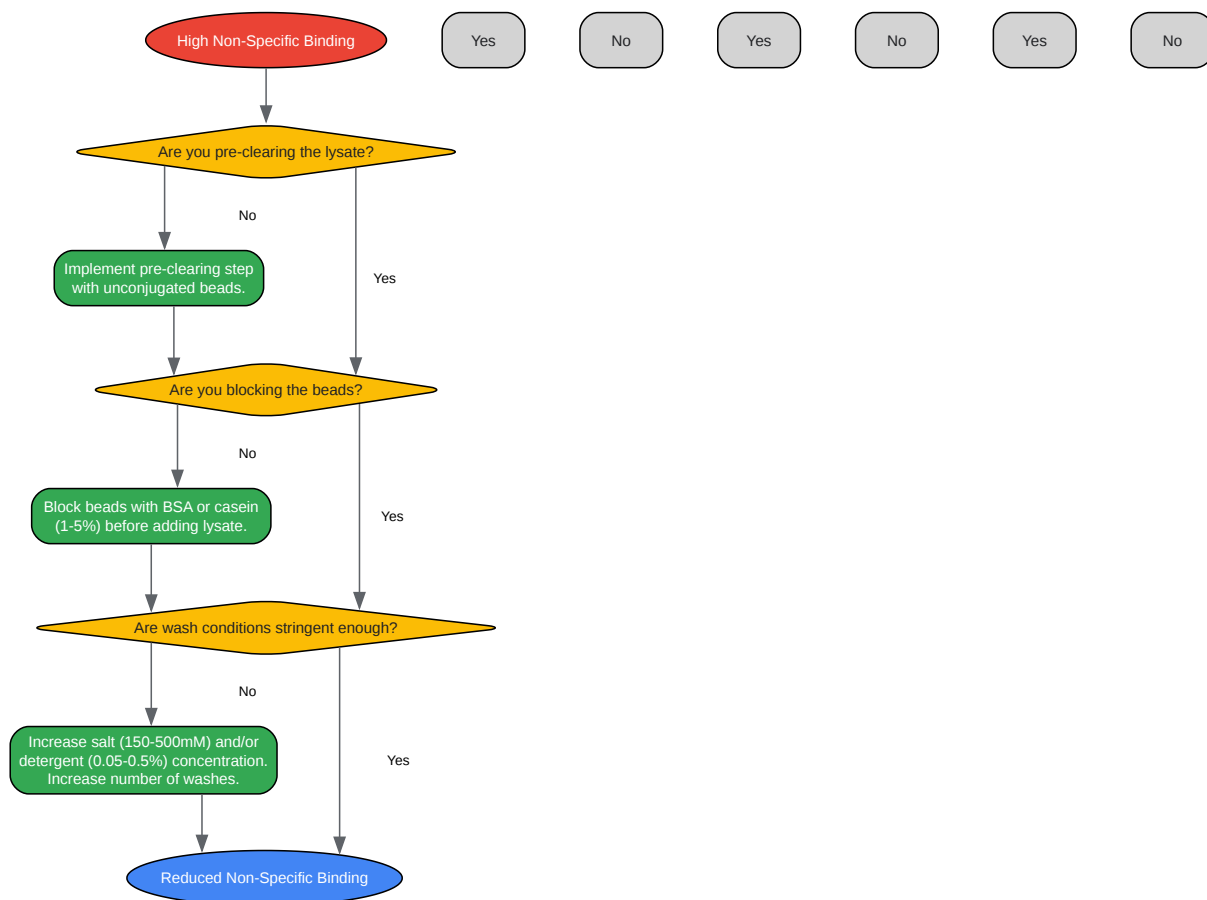 High Non-Specific Binding
Yes
No
Yes
No
Yes
No
Are you pre-clearing the lysate?
No
Implement pre-clearing step
with unconjugated beads.
Yes
Are you blocking the beads?
No
Block beads with BSA or casein
(1-5%) before adding lysate.
Yes
Are wash conditions stringent enough?
No
Increase salt (150-500mM) and/or
detergent (0.05-0.5%) concentration.
Increase number of washes.
Yes
Reduced Non-Specific Binding